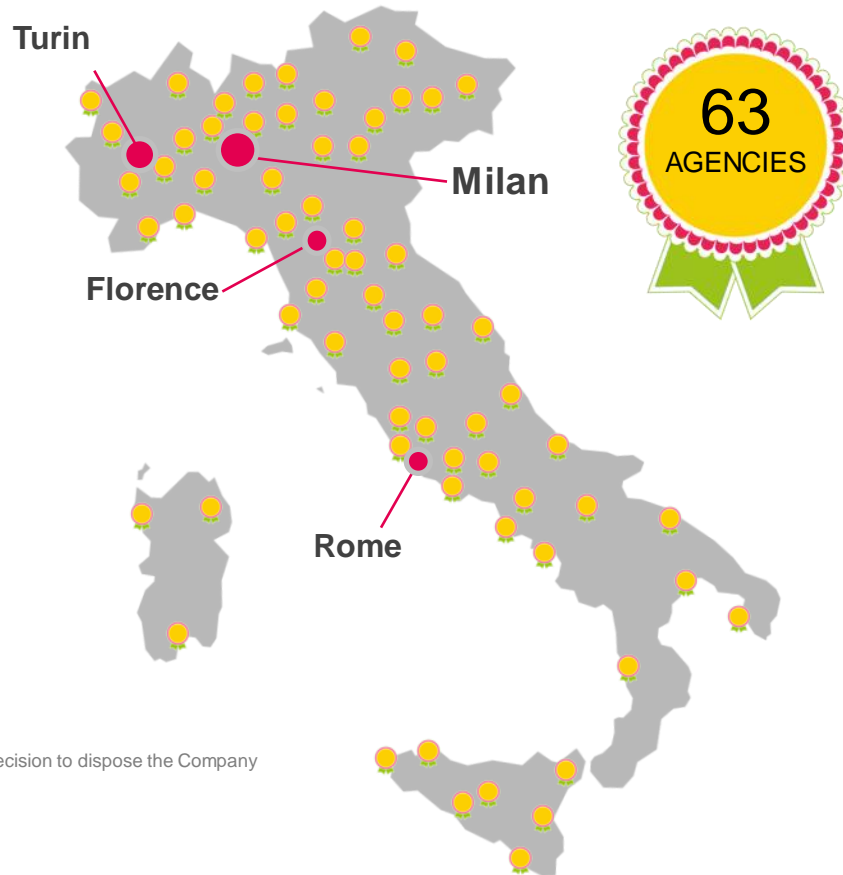 Turin
63
AGENCIES
Milan
Florence
Rome
ecision to dispose the Company